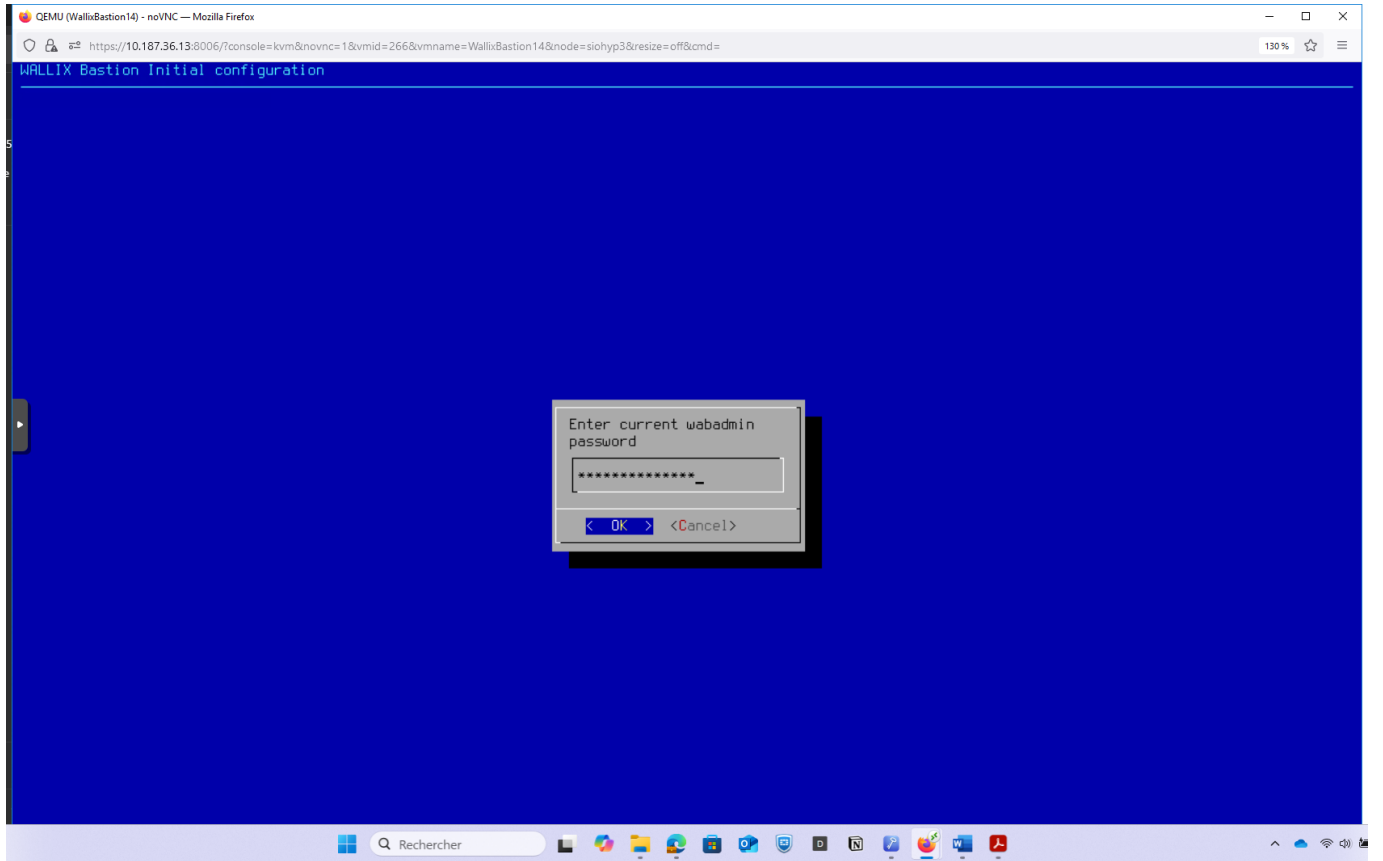 QEMU (WallixBastion14) - noVNC — Mozilla Firefox
https://10.187.36.13:8006/?console=kvm&novnc=1&vmid=266&vmname=WallixBastion14&node=siohyp3&resize=off&cmd=
130 %
WALLIX Bastion Initial configuration
5
e
Enter current wabadmin
password
**************_
< OK > <Cancel>
Rechercher